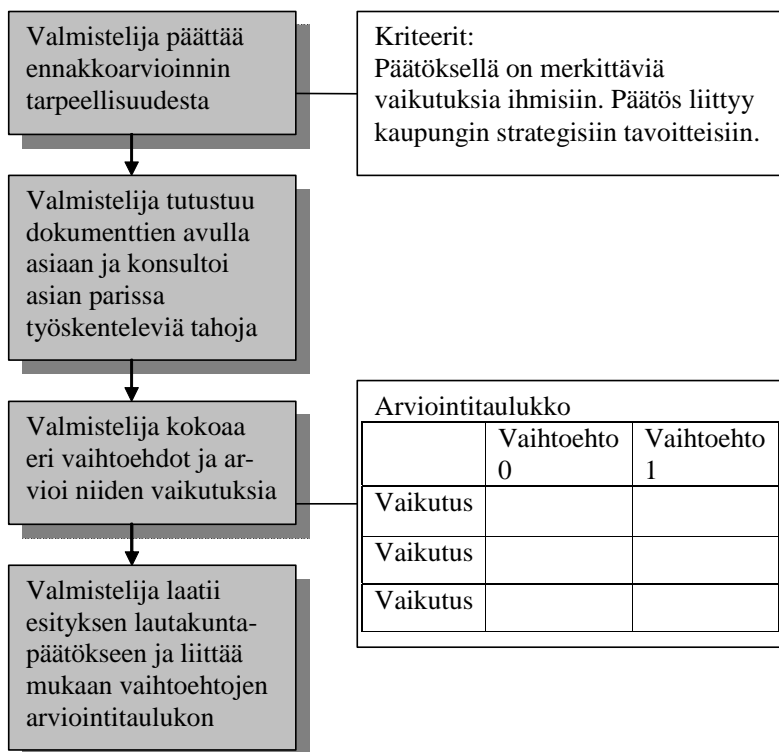 Valmistelija päättää
ennakkoarvioinnin
tarpeellisuudesta
Kriteerit:
Päätöksellä on merkittäviä
vaikutuksia ihmisiin. Päätös liittyy
kaupungin strategisiin tavoitteisiin.
Valmistelija tutustuu
dokumenttien avulla
asiaan ja konsultoi
asian parissa
työskenteleviä tahoja
Valmistelija kokoaa
eri vaihtoehdot ja ar-
vioi niiden vaikutuksia
Arviointitaulukko
Vaihtoehto
0
Vaihtoehto
1
Vaikutus
Vaikutus
Vaikutus
Valmistelija laatii
esityksen lautakunta-
päätökseen ja liittää
mukaan vaihtoehtojen
arviointitaulukon